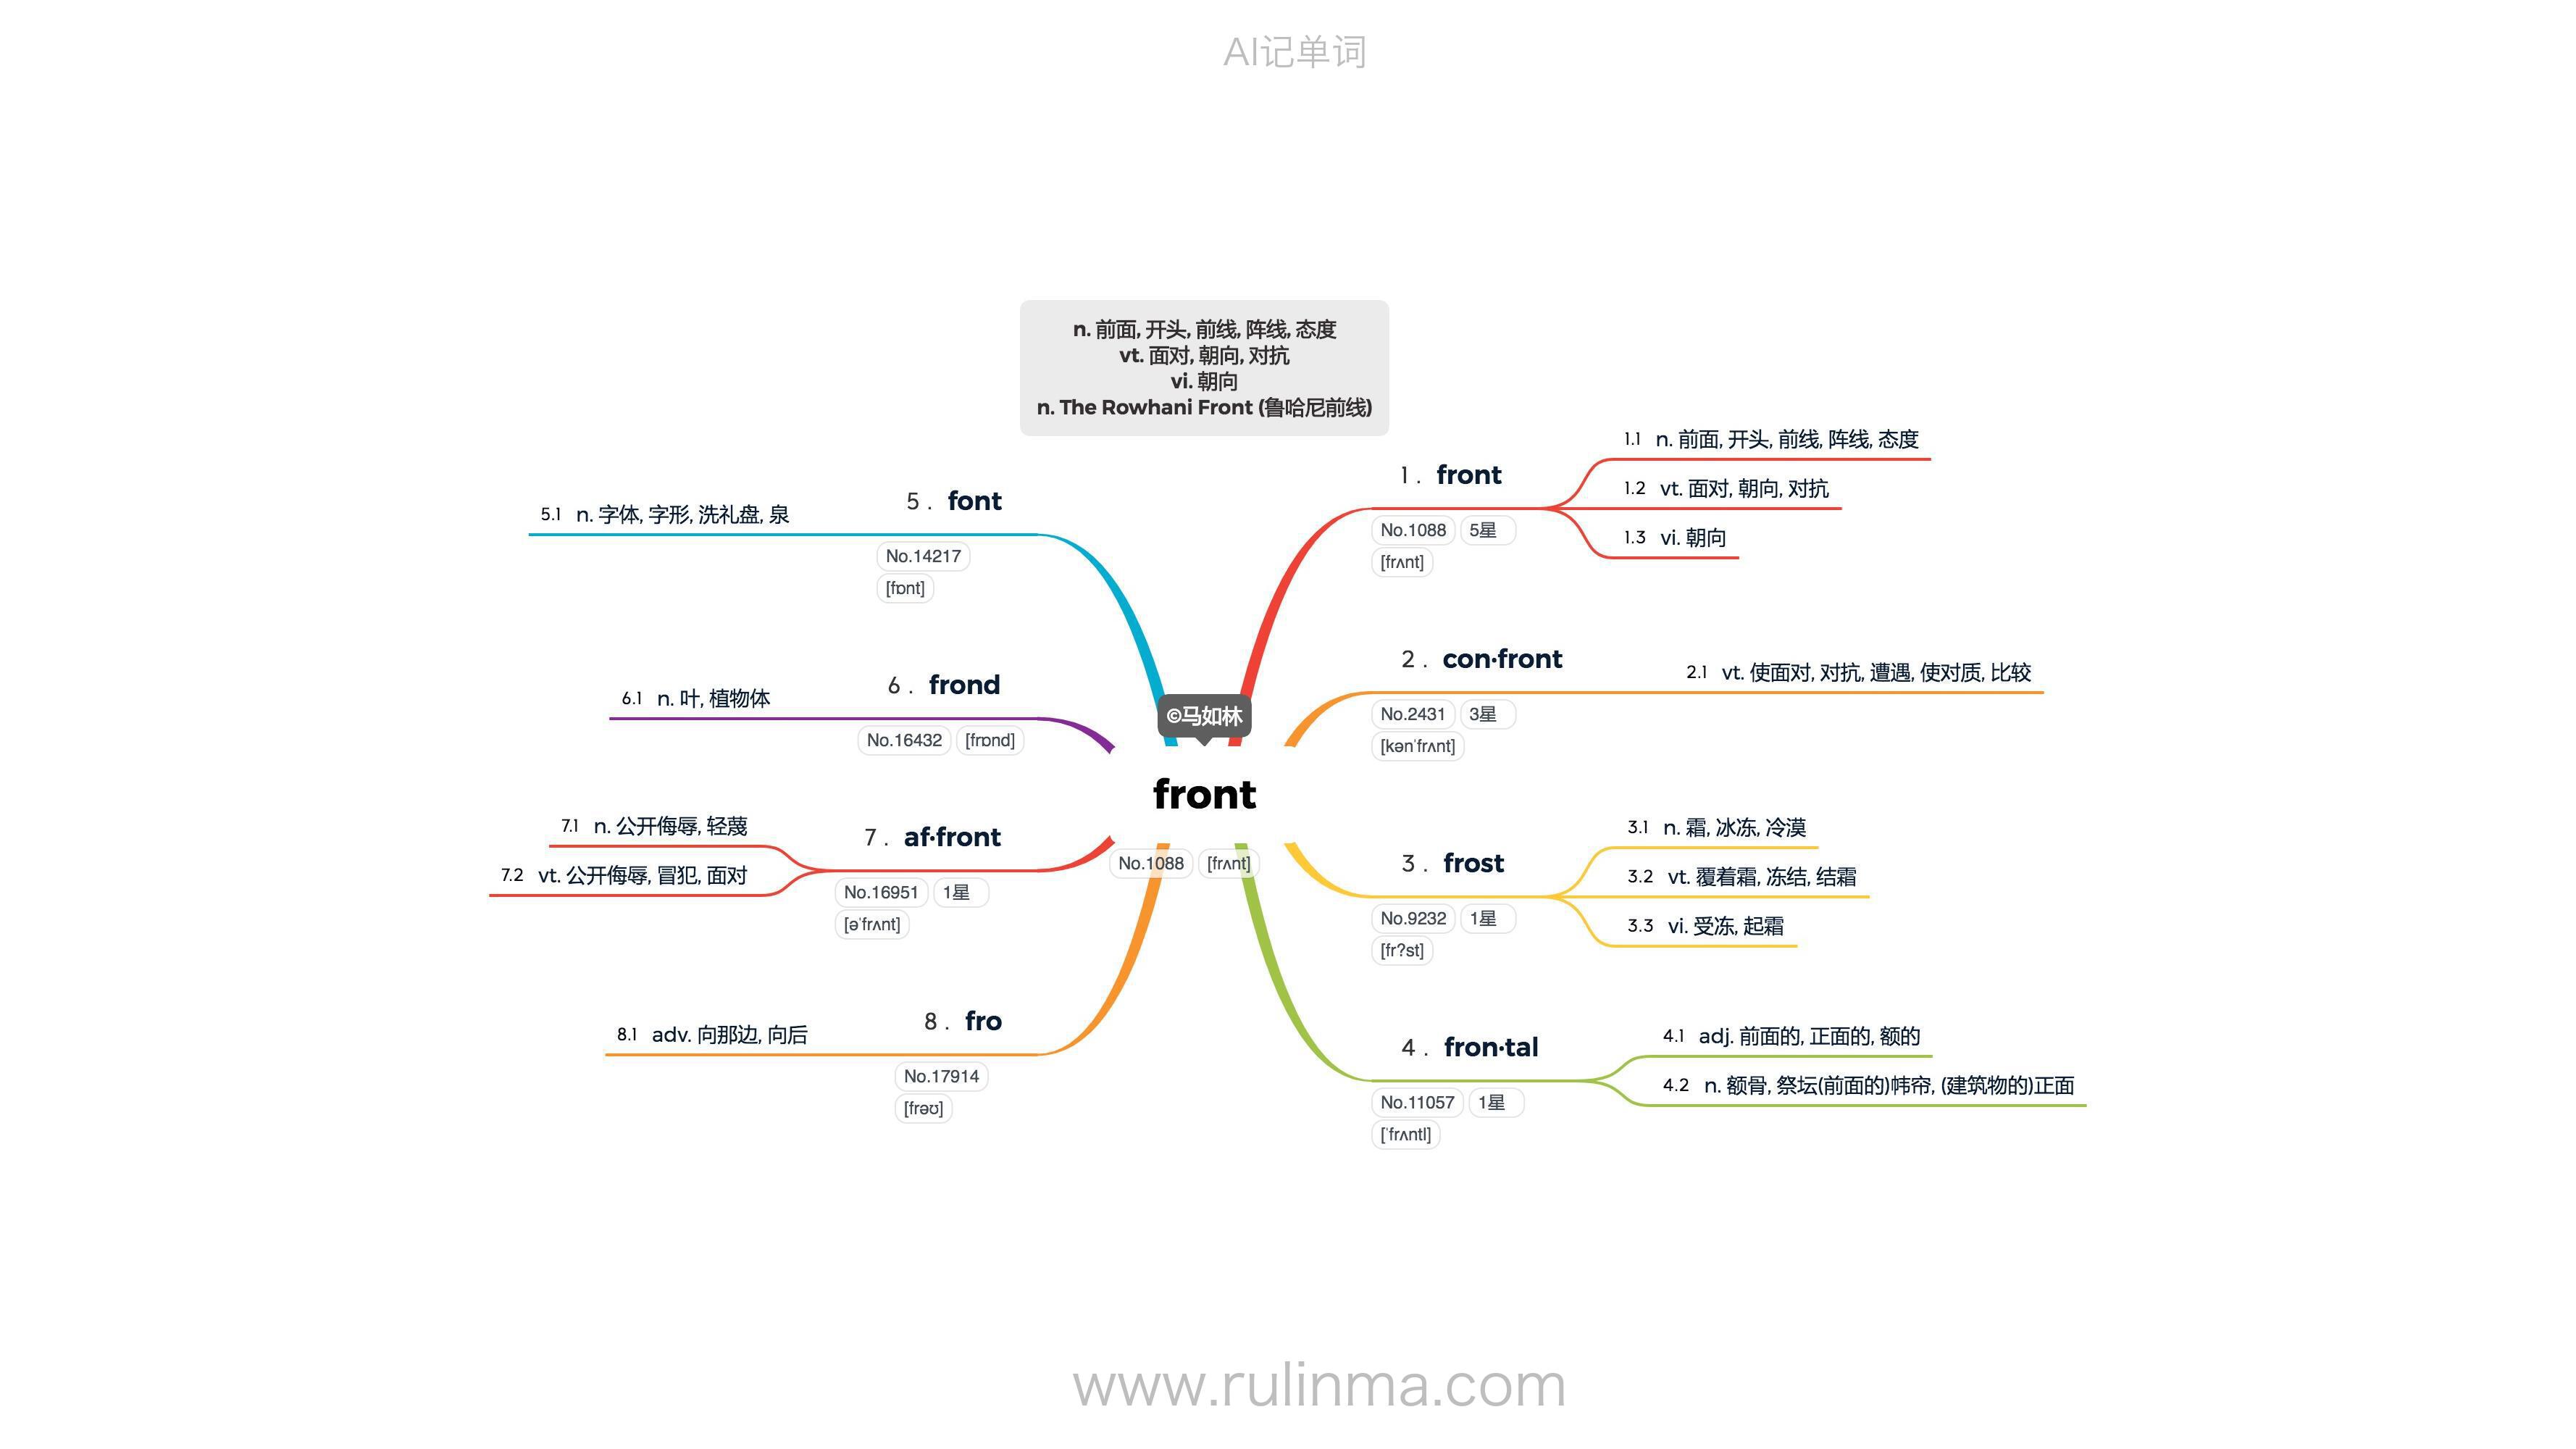 AI记单词
n. 前面, 开头, 前线, 阵线, 态度
vt. 面对, 朝向, 对抗
vi. 朝向
n. The Rowhani Front (鲁哈尼前线)
©马如林
front
No.1088 [frʌnt]
1 . front
No.1088 5星
[frʌnt]
1.1 n. 前面, 开头, 前线, 阵线, 态度
1.2 vt. 面对, 朝向, 对抗
1.3 vi. 朝向
2 . con·front
No.2431 3星
[kənˈfrʌnt]
2.1 vt. 使面对, 对抗, 遭遇, 使对质, 比较
3 . frost
No.9232 1星
[fr?st]
3.1 n. 霜, 冰冻, 冷漠
3.2 vt. 覆着霜, 冻结, 结霜
3.3 vi. 受冻, 起霜
4 . fron·tal
No.11057 1星
[ˈfrʌntl]
4.1 adj. 前面的, 正面的, 额的
4.2 n. 额骨, 祭坛(前面的)帏帘, (建筑物的)正面
5 . font
No.14217
[fɒnt]
5.1 n. 字体, 字形, 洗礼盘, 泉
6 . frond
No.16432 [frɒnd]
6.1 n. 叶, 植物体
7 . af·front
No.16951 1星
[əˈfrʌnt]
7.1 n. 公开侮辱, 轻蔑
7.2 vt. 公开侮辱, 冒犯, 面对
8 . fro
No.17914
[frəʊ]
8.1 adv. 向那边, 向后
www.rulinma.com